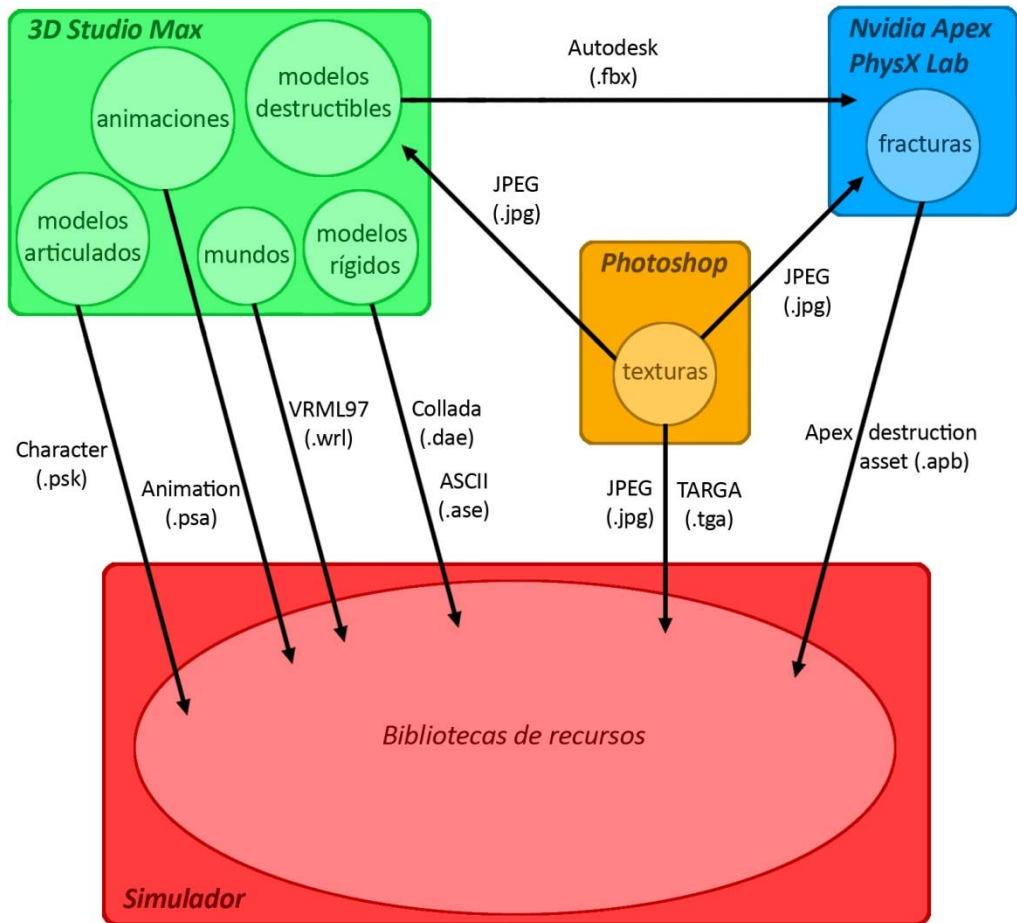 3D Studio Max
animaciones
modelos
destructibles
modelos
articulados
mundos
modelos
rígidos
Autodesk
(.fbx)
Nvidia Apex
PhysX Lab
fracturas
JPEG
(.jpg)
Photoshop
texturas
JPEG
(.jpg)
Character
(.psk)
Animation
(.psa)
VRML97
(.wrl)
Collada
(.dae)
ASCII
(.ase)
JPEG
(.jpg)
TARGA
(.tga)
Apex destruction
asset (.apb)
Bibliotecas de recursos
Simulador